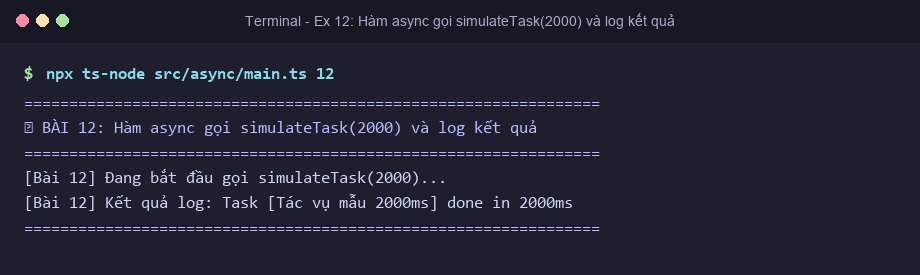 Terminal - Ex 12: Hàm async gọi simulateTask(2000) và log kết quả
$ npx ts-node src/async/main.ts 12
================================================================
BÀI 12: Hàm async gọi simulateTask(2000) và log kết quả
================================================================
[Bài 12] Đang bắt đầu gọi simulateTask(2000)...
[Bài 12] Kết quả log: Task [Tác vụ mẫu 2000ms] done in 2000ms
================================================================